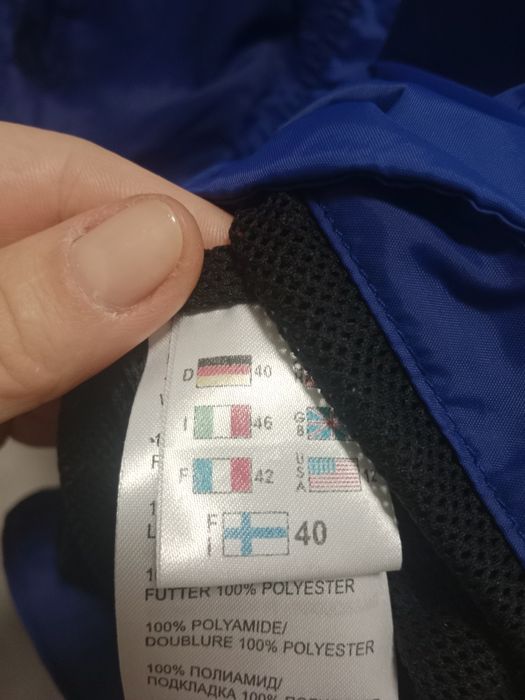 D 40
I 46 GB
F 42 USA 12
FI 40
FUTTER 100% POLYESTER
100% POLYAMIDE/
DOUBLURE 100% POLYESTER
100% ПОЛИАМИД/
ПОДКЛАДКА 100%